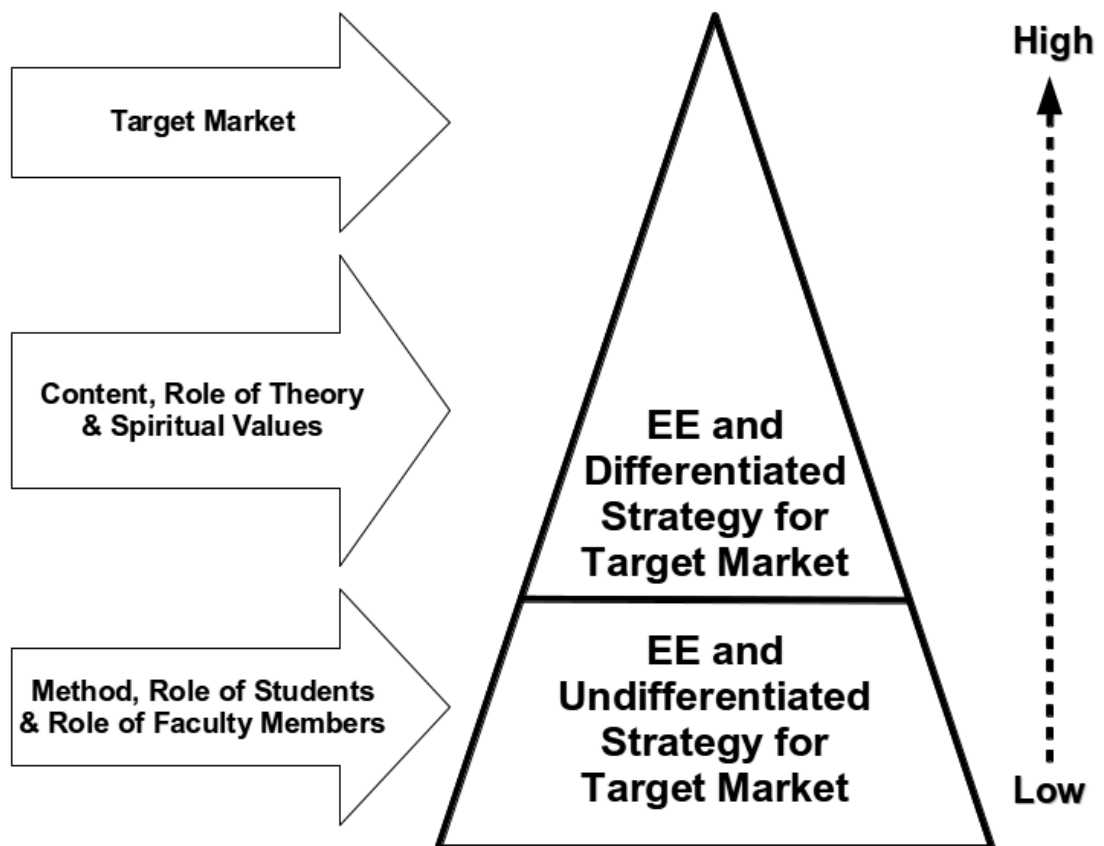 Target Market
Content, Role of Theory
& Spiritual Values
Method, Role of Students
& Role of Faculty Members
EE and
Differentiated
Strategy for
Target Market
EE and
Undifferentiated
Strategy for
Target Market
High
Low